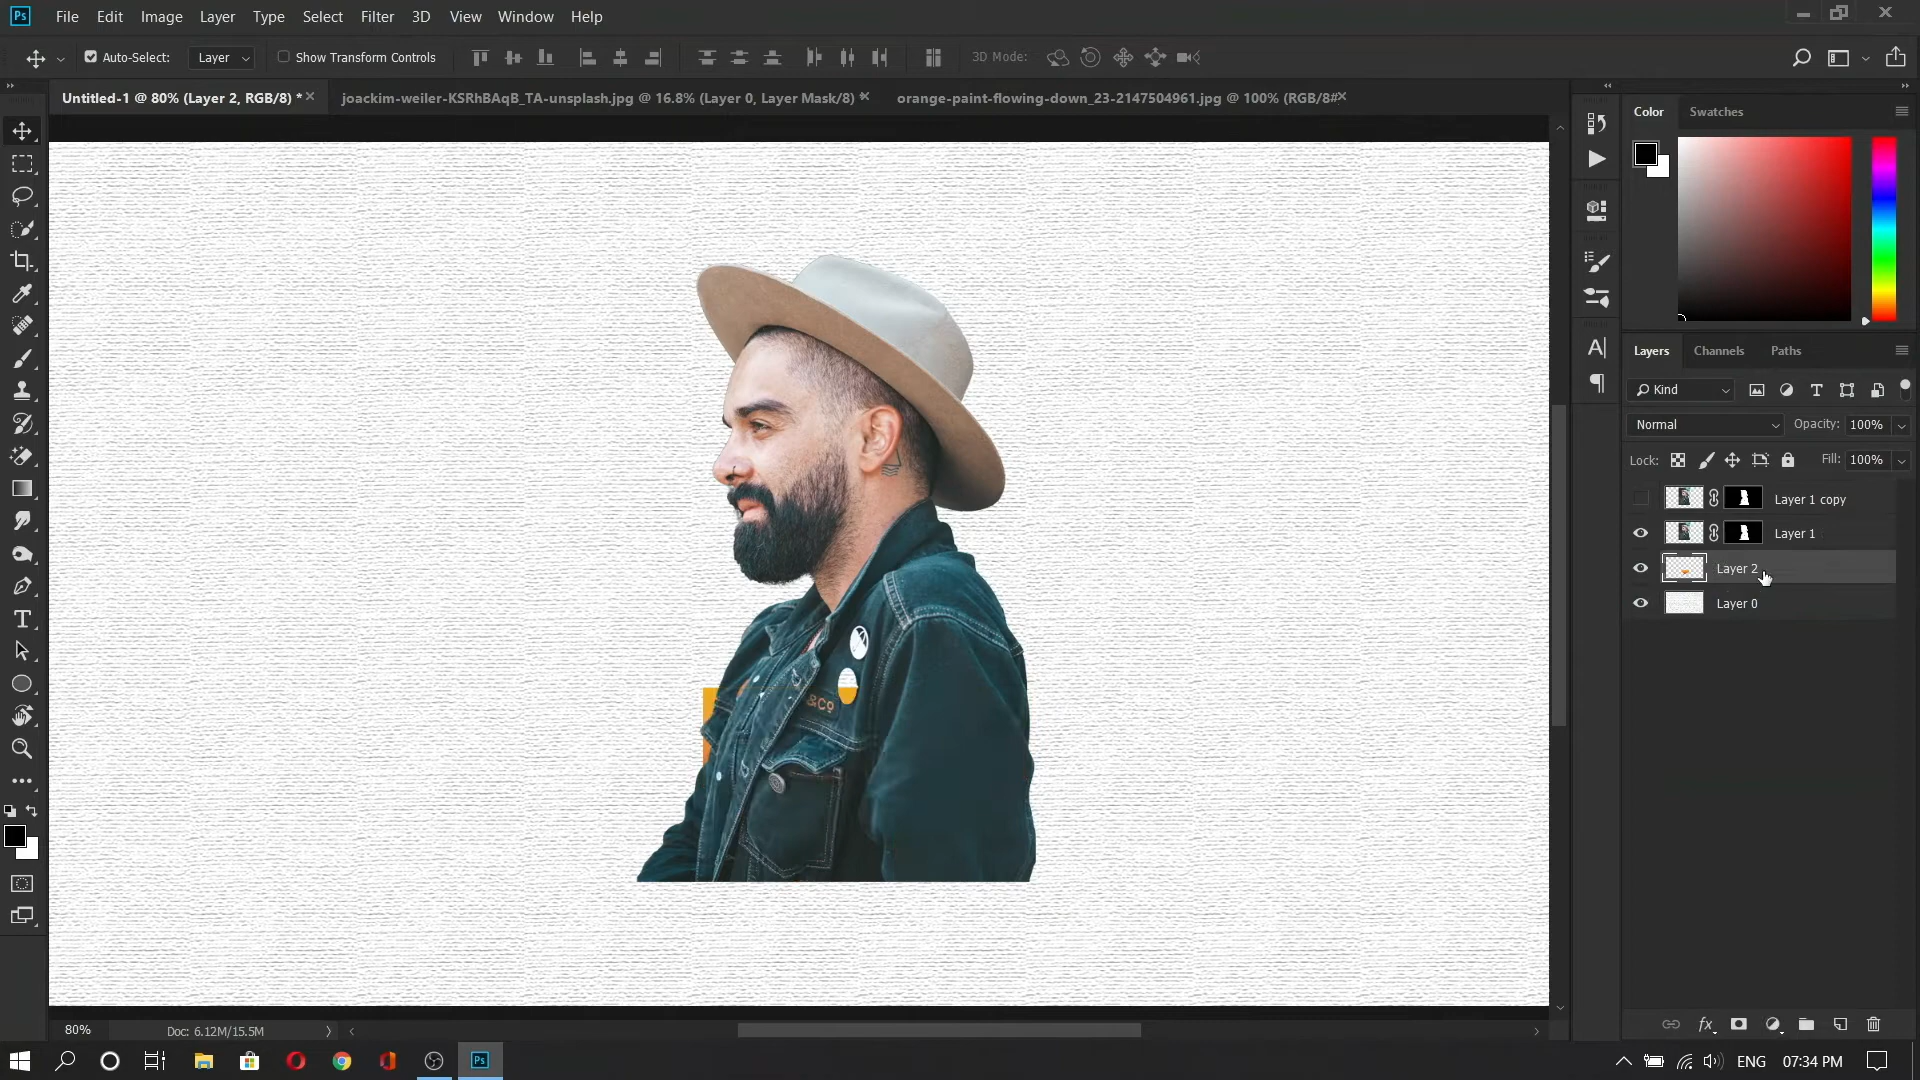 Ps File Edit Image Layer Type Select Filter 3D View Window Help
Auto-Select: Layer Show Transform Controls 3D Mode:
Untitled-1 @ 80% (Layer 2, RGB/8) * joackim-weiler-KSRhBAqB_TA-unsplash.jpg @ 16.8% (Layer 0, Layer Mask/8) * orange-paint-flowing-down_23-2147504961.jpg @ 100% (RGB/8#
Color Swatches
Layers Channels Paths
Kind
Normal Opacity: 100%
Lock: Fill: 100%
Layer 1 copy
Layer 1
Layer 2
Layer 0
&CO
80% Doc: 6.12M/15.5M
fx
Ps ENG 07:34 PM